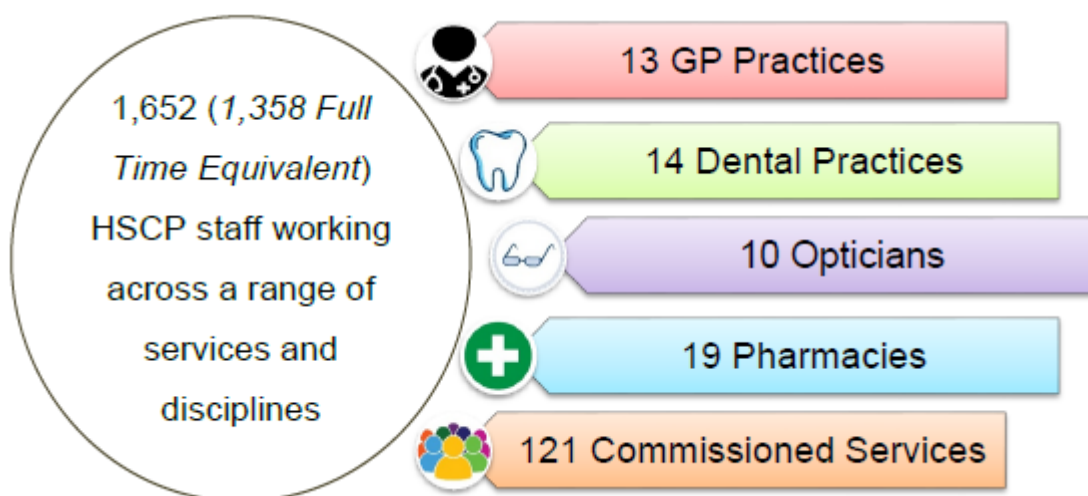 1,652 (1,358 Full
Time Equivalent)
HSCP staff working
across a range of
services and
disciplines
13 GP Practices
14 Dental Practices
10 Opticians
19 Pharmacies
121 Commissioned Services